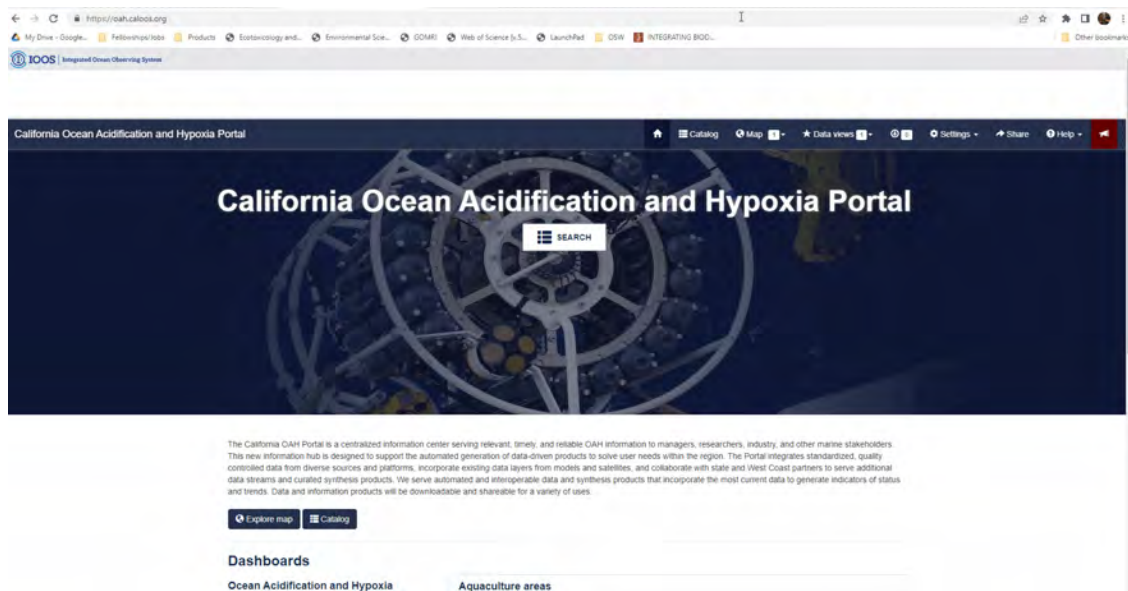 https://oah.caloos.org
My Drive - Google... Fellowships/Jobs Products Ecotoxicology and... Environmental Scie... GOMRI Web of Science [v.5... LaunchPad OSW INTEGRATING BIOD... Other bookmarks
IOOS Integrated Ocean Observing System
California Ocean Acidification and Hypoxia Portal Catalog Map 1 Data views 1 0 Settings Share Help
California Ocean Acidification and Hypoxia Portal
SEARCH
The California OAH Portal is a centralized information center serving relevant, timely, and reliable OAH information to managers, researchers, industry, and other marine stakeholders.
This new information hub is designed to support the automated generation of data-driven products to solve user needs within the region. The Portal integrates standardized, quality
controlled data from diverse sources and platforms, incorporate existing data layers from models and satellites, and collaborate with state and West Coast partners to serve additional
data streams and curated synthesis products. We serve automated and interoperable data and synthesis products that incorporate the most current data to generate indicators of status
and trends. Data and information products will be downloadable and shareable for a variety of uses.
Explore map Catalog
Dashboards
Ocean Acidification and Hypoxia Aquaculture areas